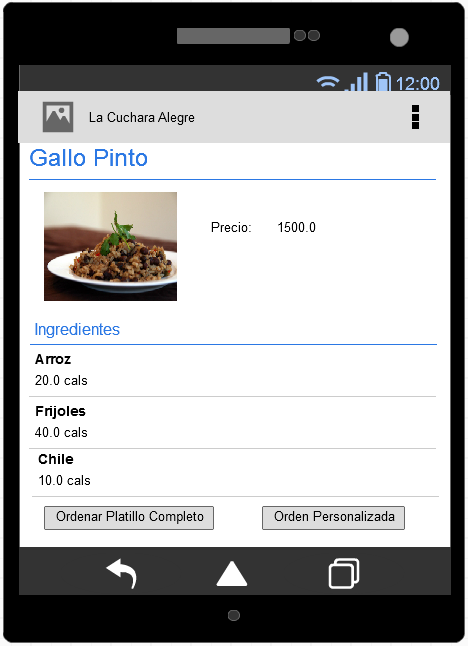 12:00
La Cuchara Alegre
Gallo Pinto
Precio: 1500.0
Ingredientes
Arroz
20.0 cals
Frijoles
40.0 cals
Chile
10.0 cals
Ordenar Platillo Completo Orden Personalizada